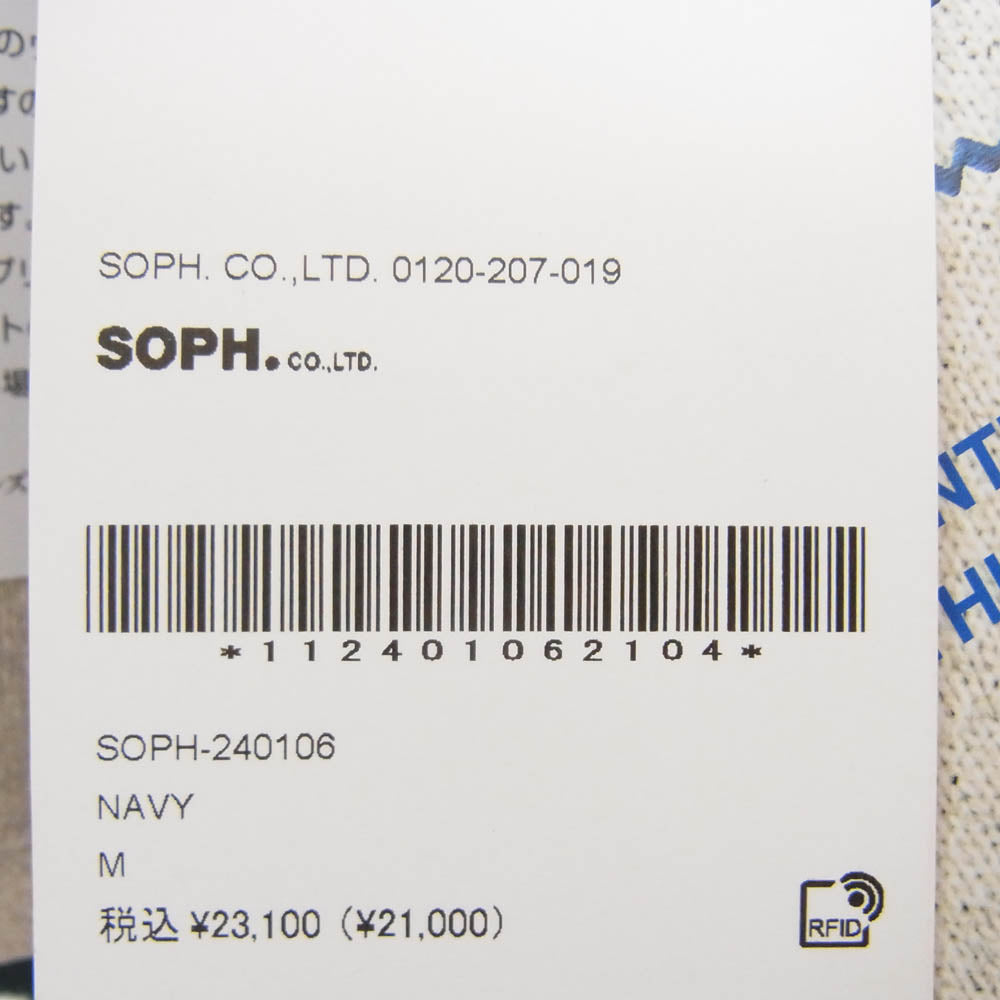 SOPH. CO.,LTD. 0120-207-019
SOPH. CO.,LTD.
*112401062104*
SOPH-240106
NAVY
M
税込 ¥23,100 (¥21,000)
RFID